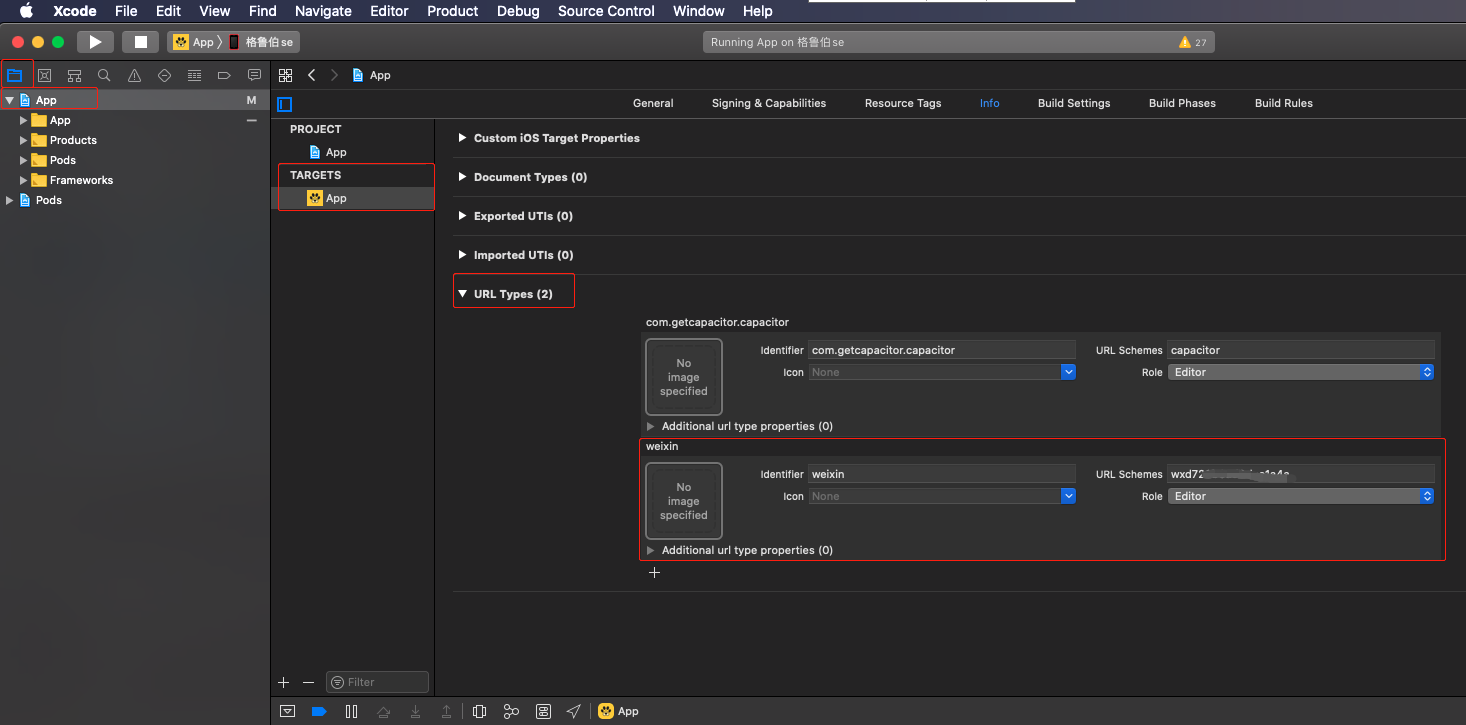 Xcode File Edit View Find Navigate Editor Product Debug Source Control Window Help
App 格鲁伯se
Running App on 格鲁伯se 27
App
App M
General Signing & Capabilities Resource Tags Info Build Settings Build Phases Build Rules
App
Products
Pods
Frameworks
Pods
PROJECT
App
TARGETS
App
Custom iOS Target Properties
Document Types (0)
Exported UTIs (0)
Imported UTIs (0)
URL Types (2)
com.getcapacitor.capacitor
No
image
specified
Identifier com.getcapacitor.capacitor URL Schemes capacitor
Icon None Role Editor
Additional url type properties (0)
weixin
No
image
specified
Identifier weixin URL Schemes
Icon None Role Editor
Additional url type properties (0)
Filter
App